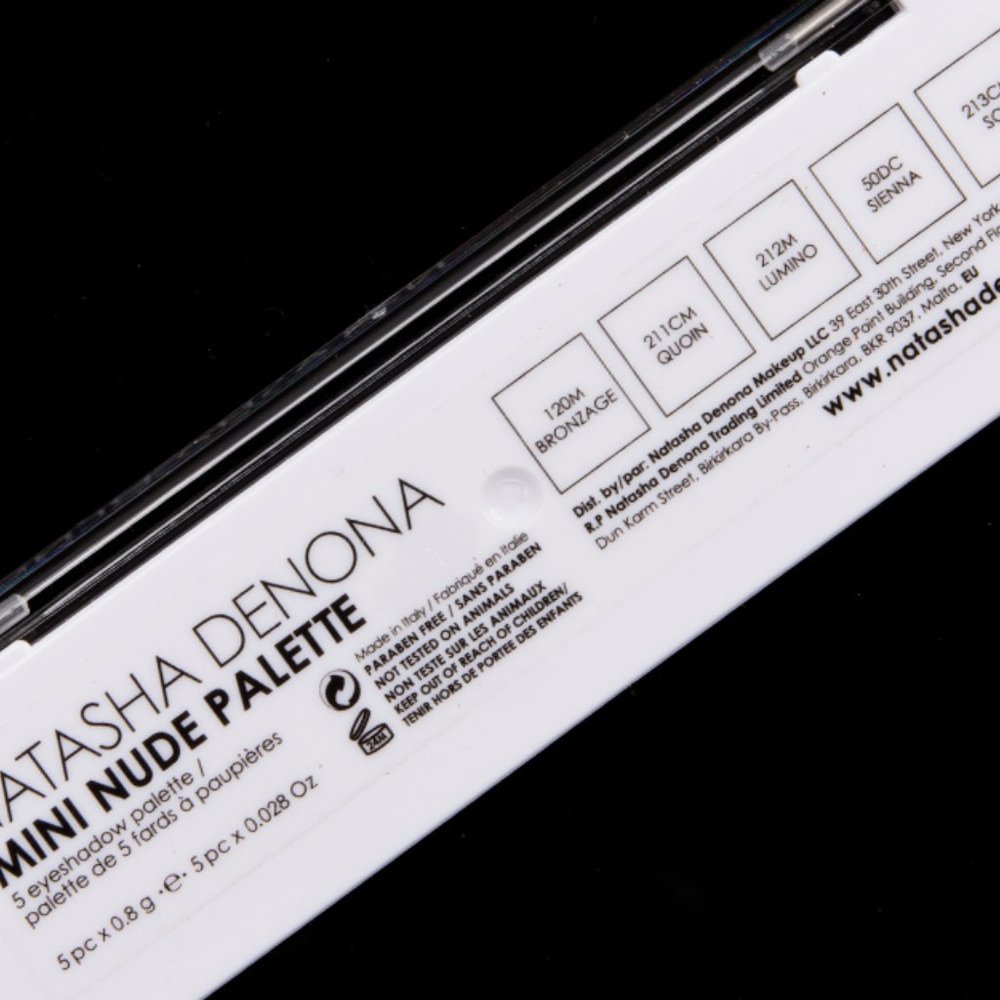 NATASHA DENONA
MINI NUDE PALETTE
5 eyeshadow palette /
palette de 5 fards à paupières
5 pc x 0.8 g ·e· 5 pc x 0.028 Oz
Made in Italy / Fabriqué en Italie
PARABEN FREE / SANS PARABEN
NOT TESTED ON ANIMALS
NON TESTE SUR LES ANIMAUX
KEEP OUT OF REACH OF CHILDREN/
TENIR HORS DE PORTEE DES ENFANTS
24M
120M
BRONZAGE
211CM
QUOIN
212M
LUMINO
50DC
SIENNA
Dist. by/par: Natasha Denona Makeup LLC 39 East 30th Street, New York
R.P Natasha Denona Trading Limited Orange Point Building, Second
Dun Karm Street, Birkirkara By-Pass, Birkirkara, BKR 9037, Malta. EU